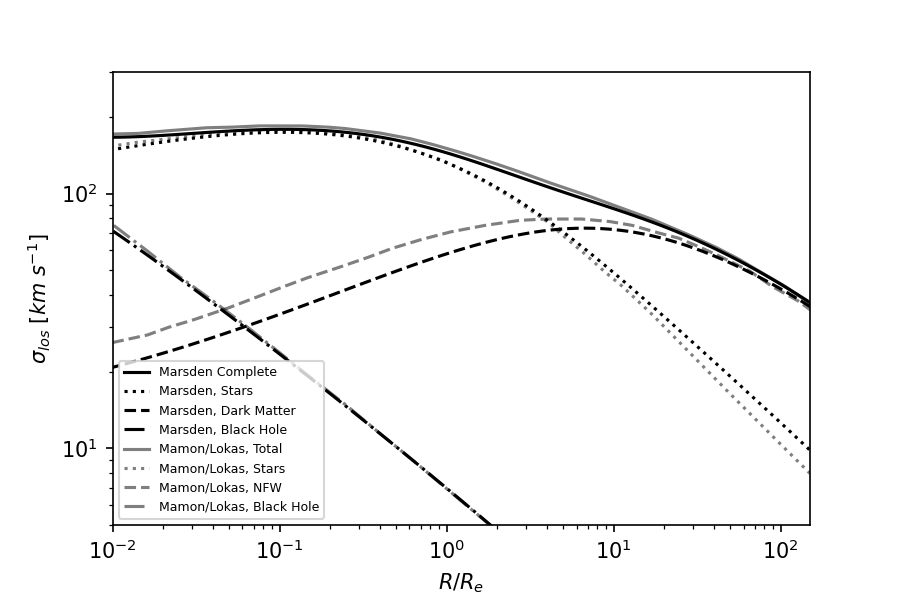 10²
10¹
σ_los [km s⁻¹]
Marsden Complete
Marsden, Stars
Marsden, Dark Matter
Marsden, Black Hole
Mamon/Lokas, Total
Mamon/Lokas, Stars
Mamon/Lokas, NFW
Mamon/Lokas, Black Hole
10⁻² 10⁻¹ 10⁰ 10¹ 10²
R/R_e